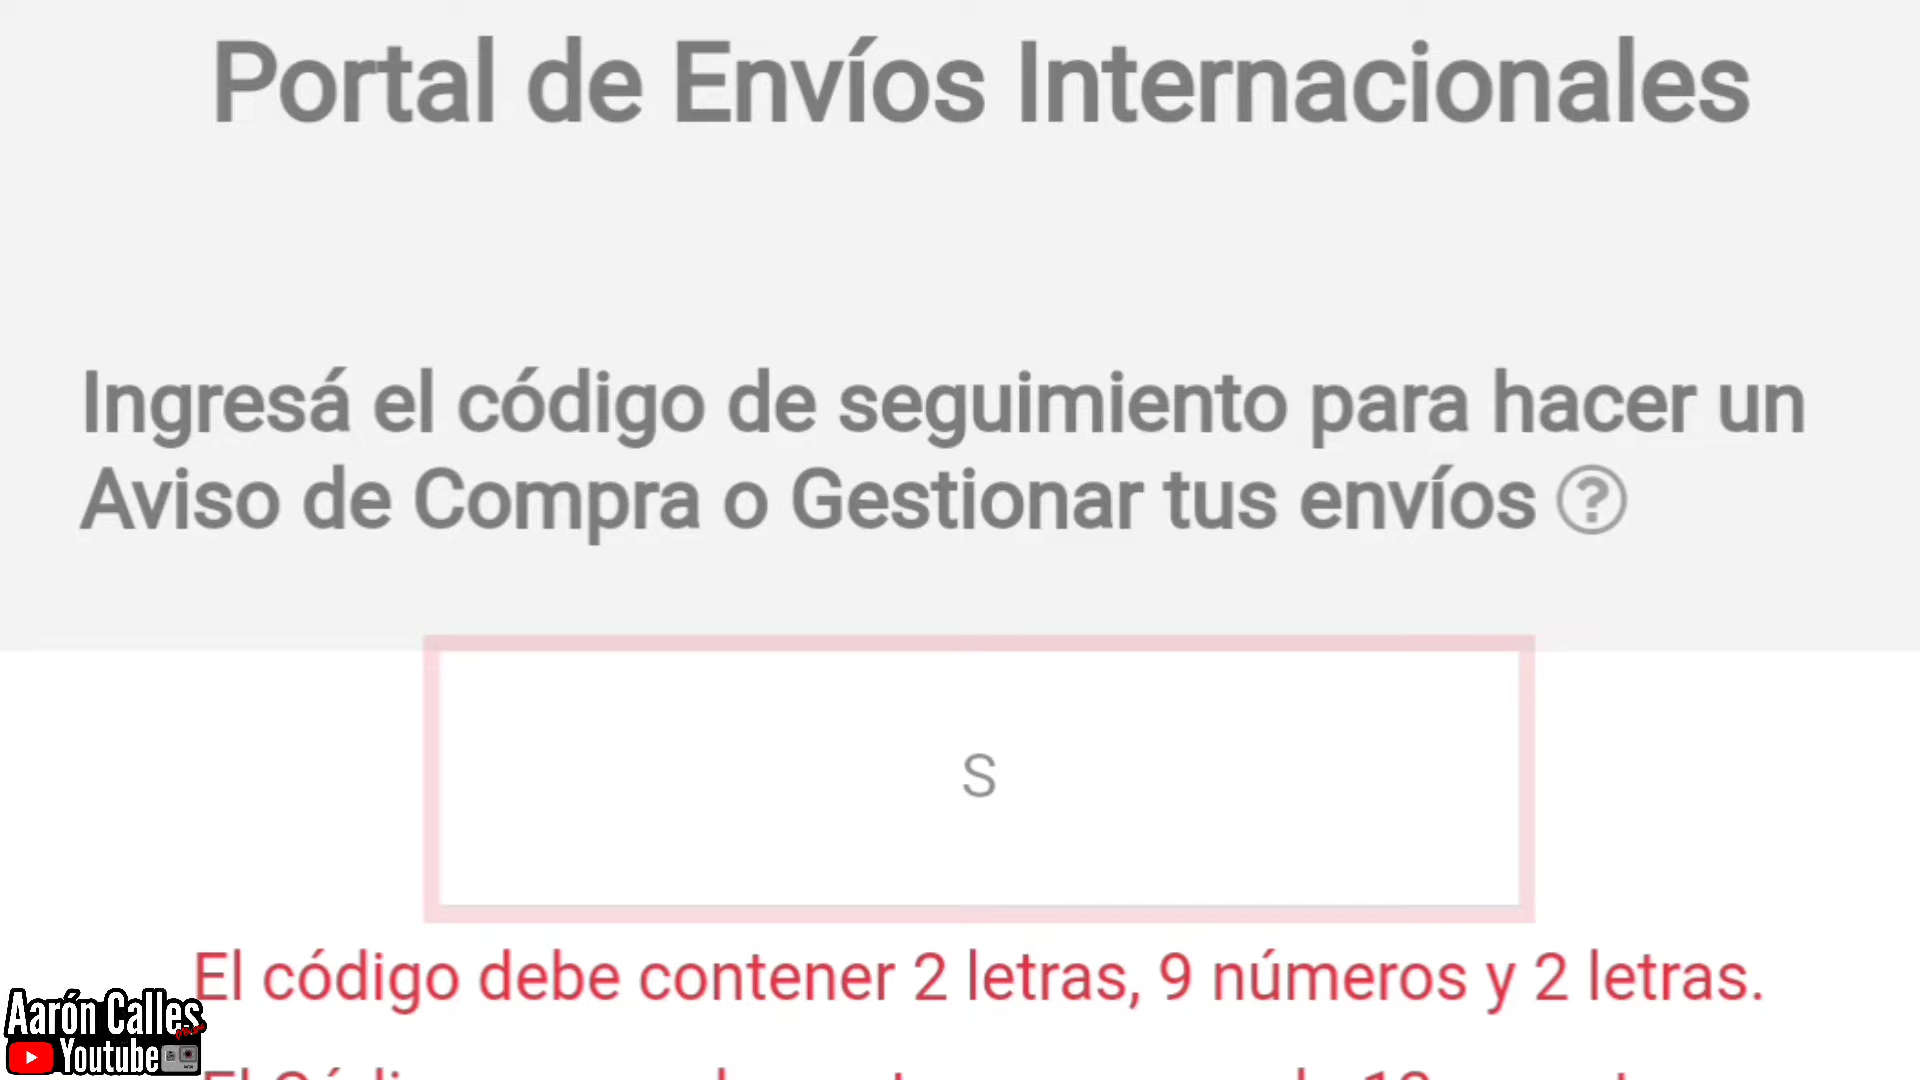 Portal de Envíos Internacionales
Ingresá el código de seguimiento para hacer un
Aviso de Compra o Gestionar tus envíos ?
S
El código debe contener 2 letras, 9 números y 2 letras.
Aarón Calles
Youtube